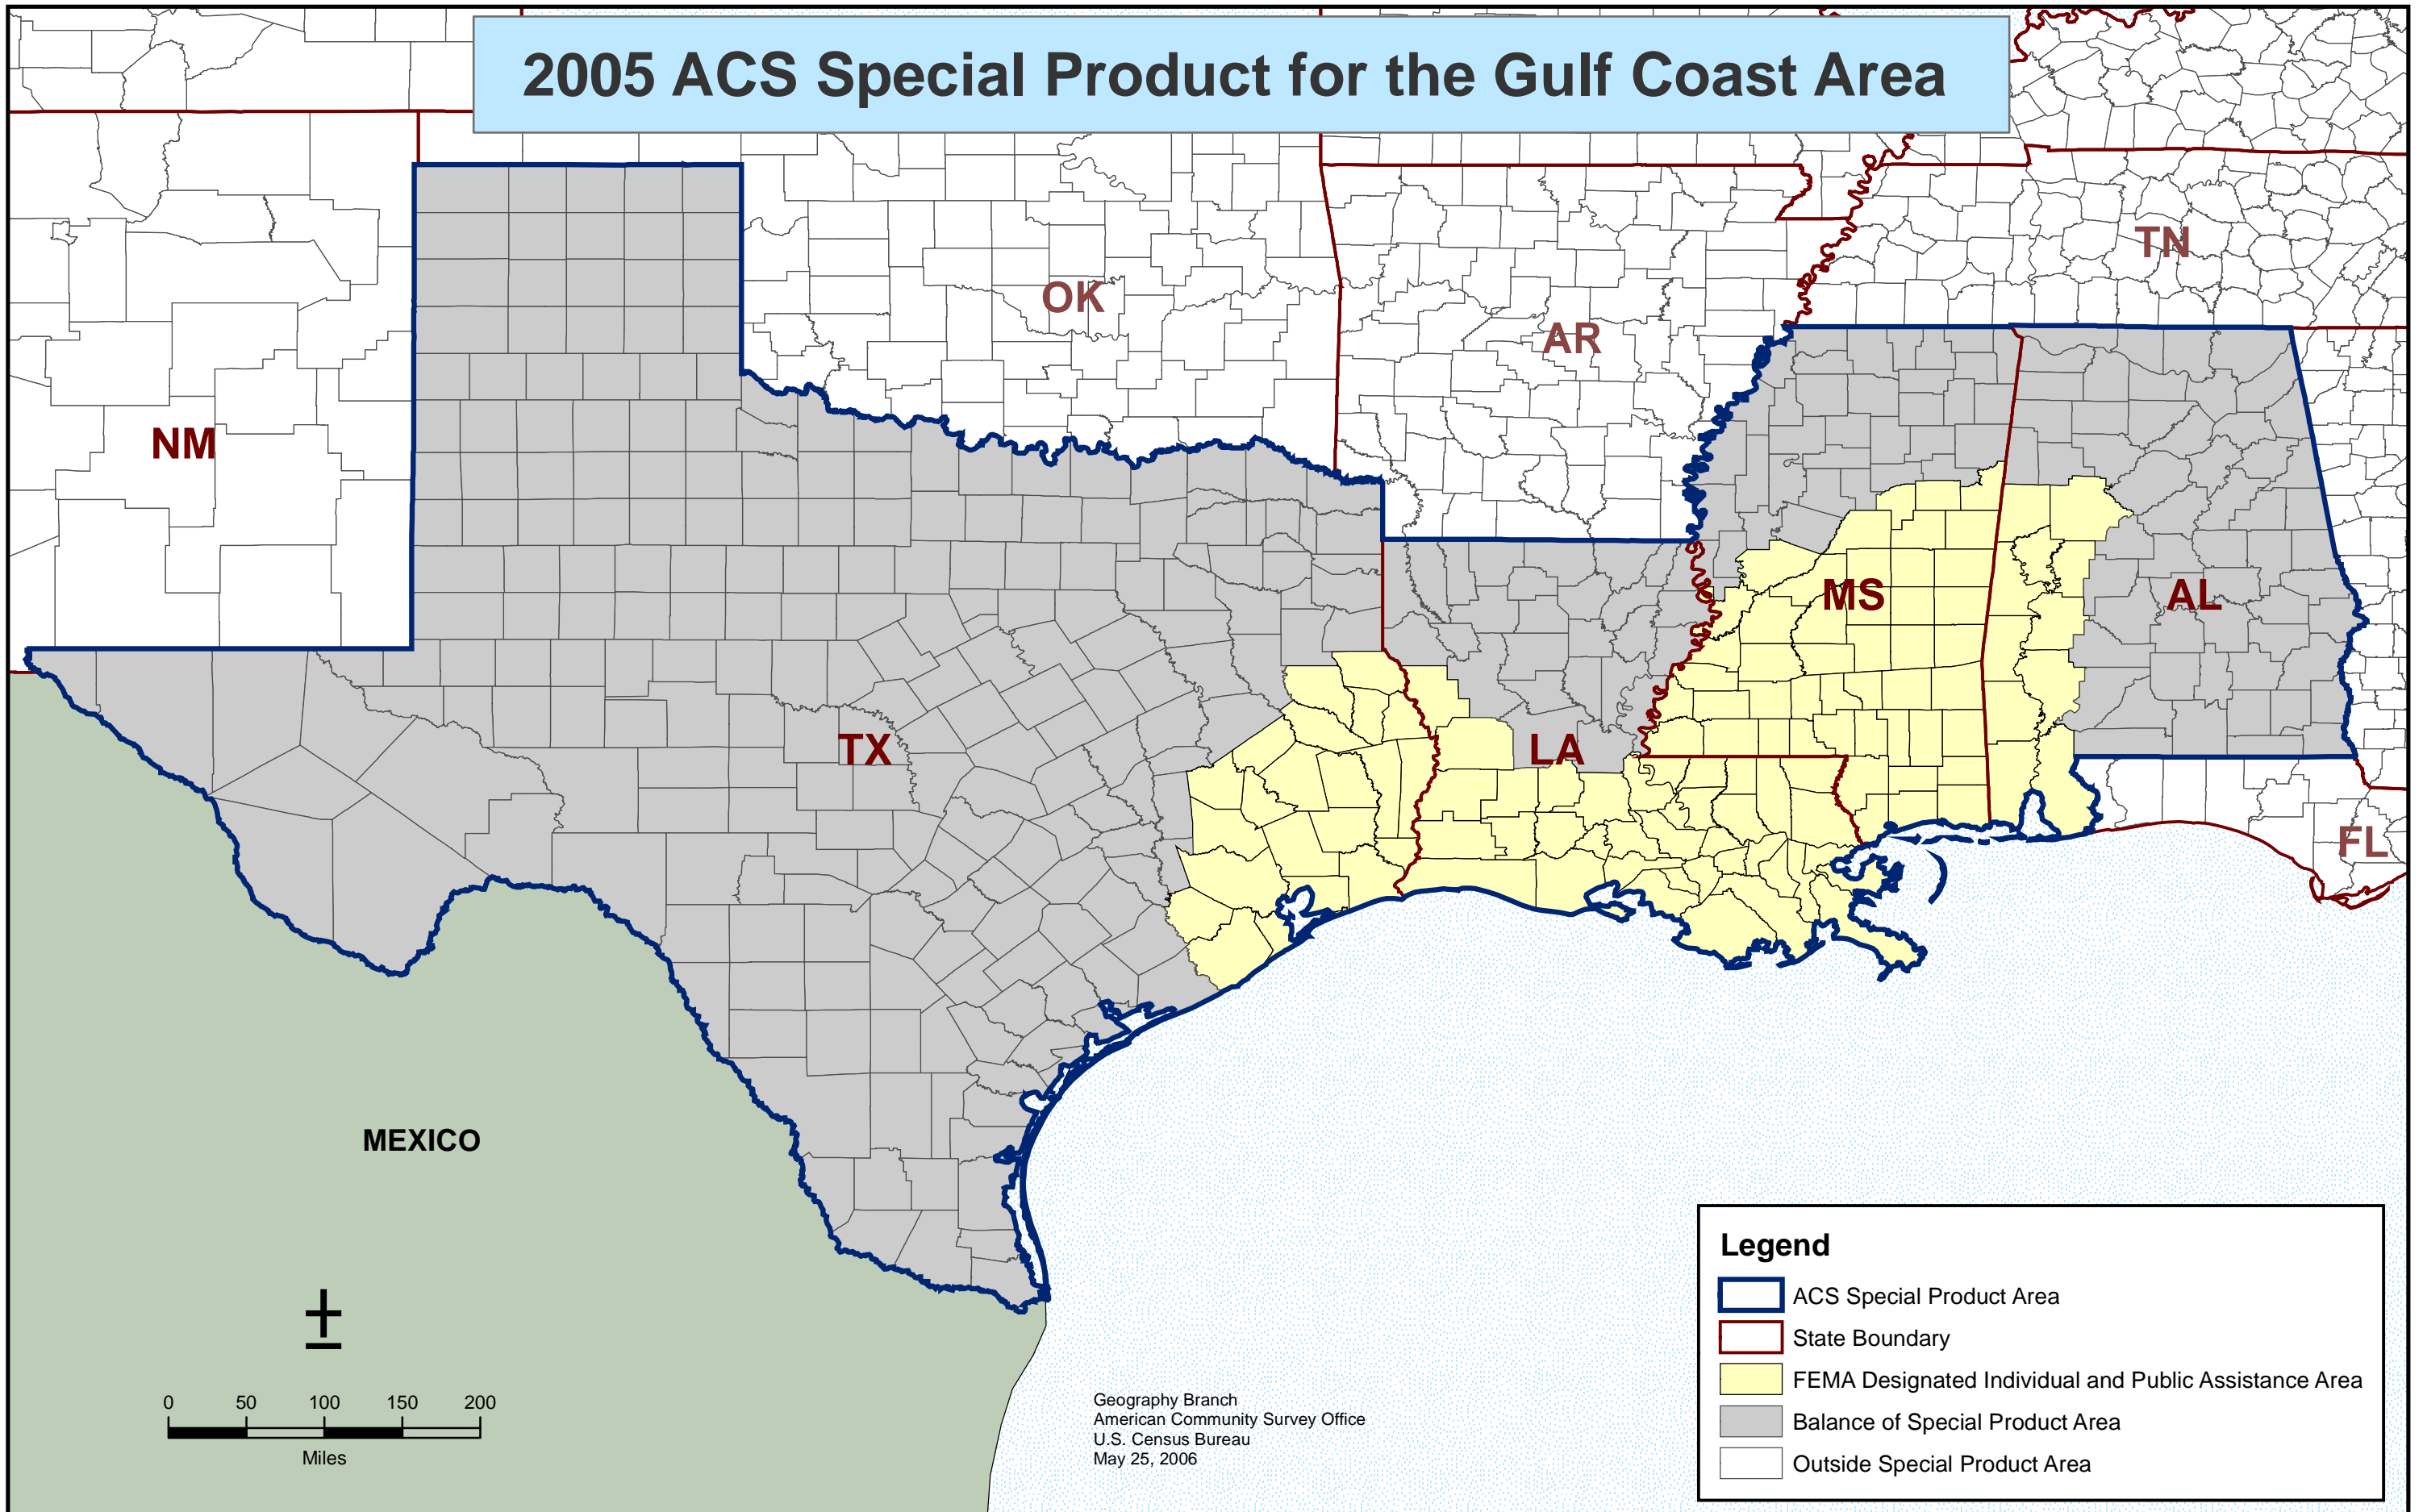 2005 ACS Special Product for the Gulf Coast Area
TN
OK
AR
NM
MS
AL
TX
LA
FL
MEXICO
0 50 100 150 200
Miles
Geography Branch
American Community Survey Office
U.S. Census Bureau
May 25, 2006
Legend
ACS Special Product Area
State Boundary
FEMA Designated Individual and Public Assistance Area
Balance of Special Product Area
Outside Special Product Area